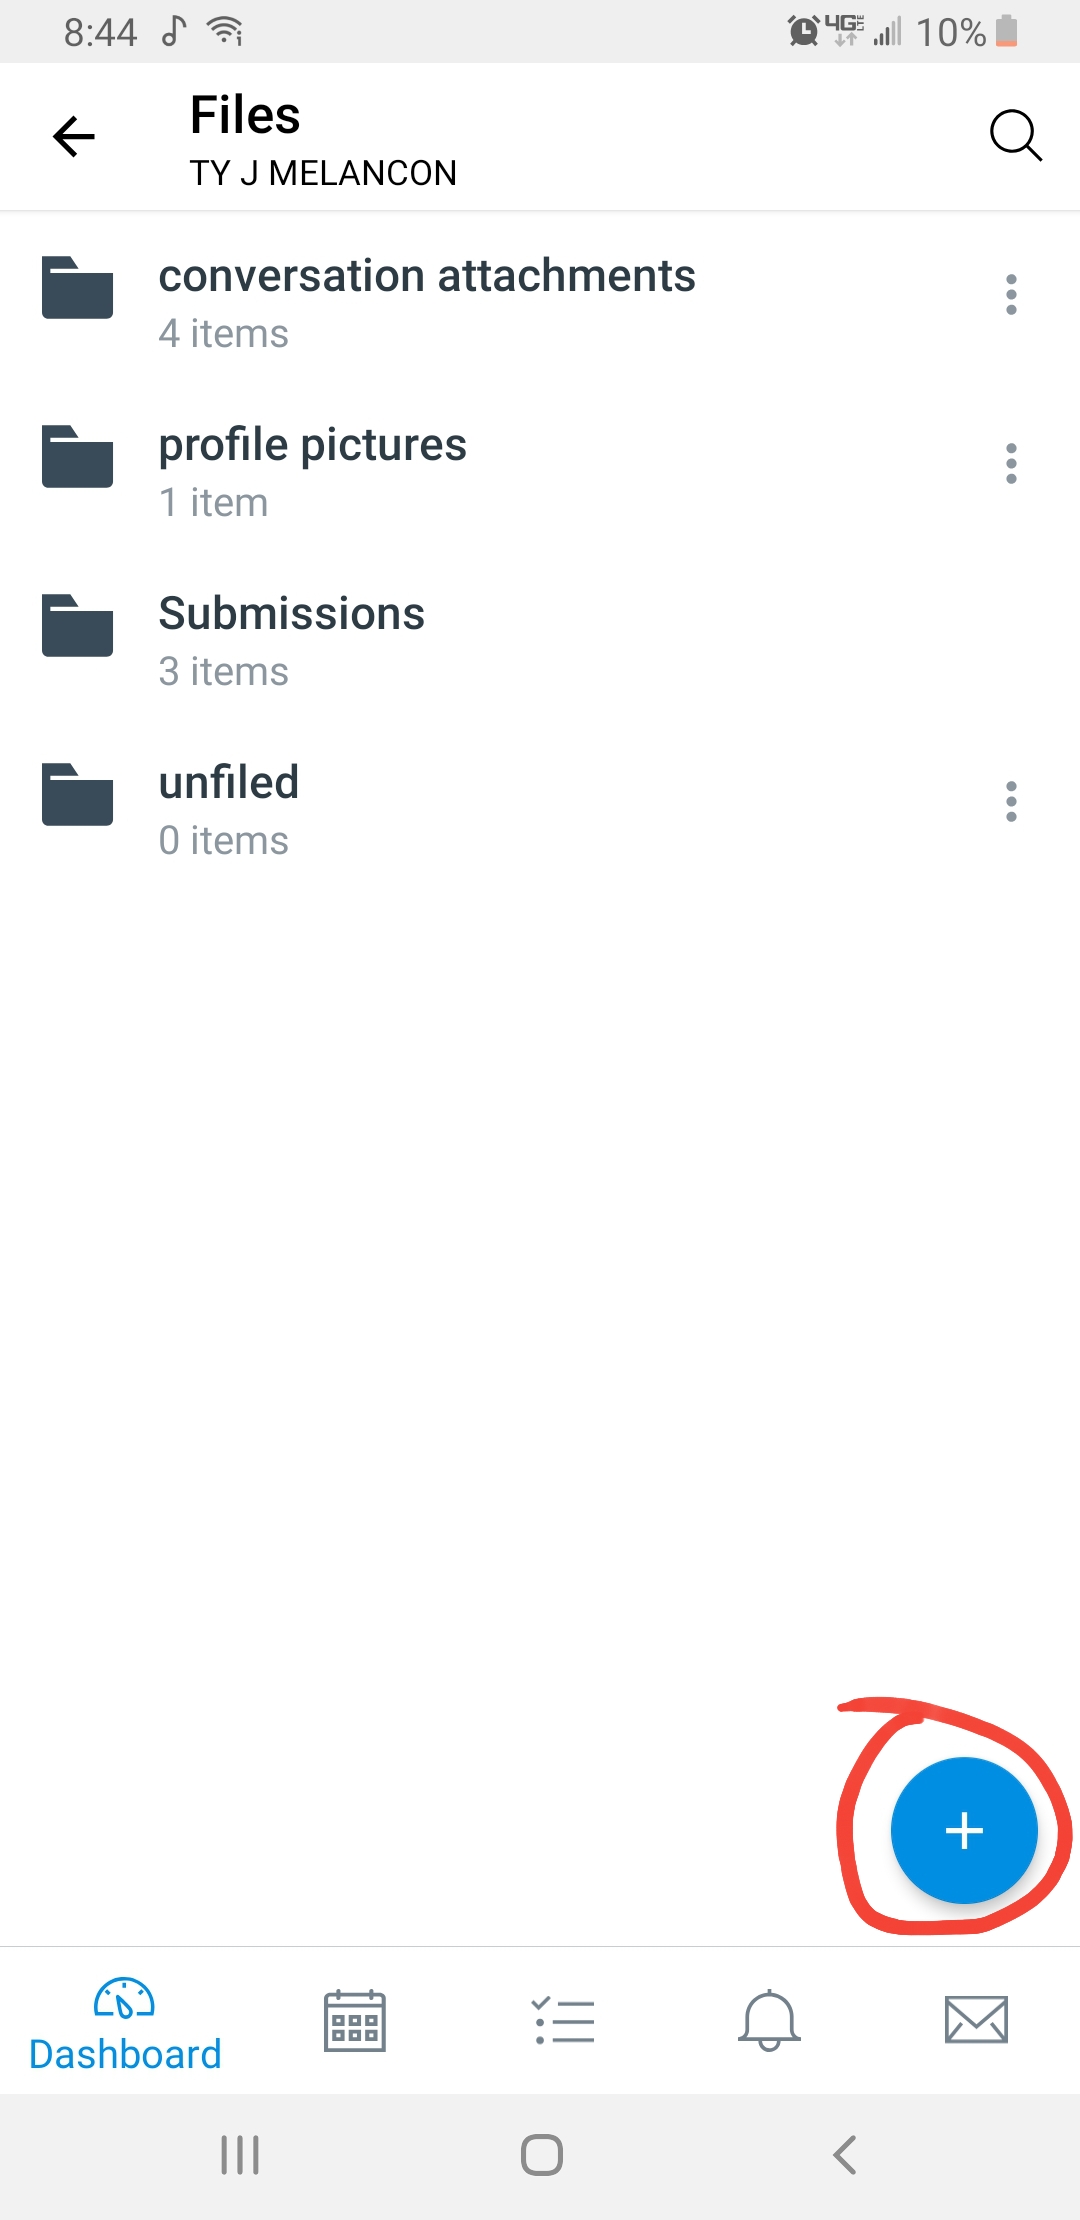 8:44 4G LTE 10%
Files
TY J MELANCON
conversation attachments
4 items
profile pictures
1 item
Submissions
3 items
unfiled
0 items
+
Dashboard